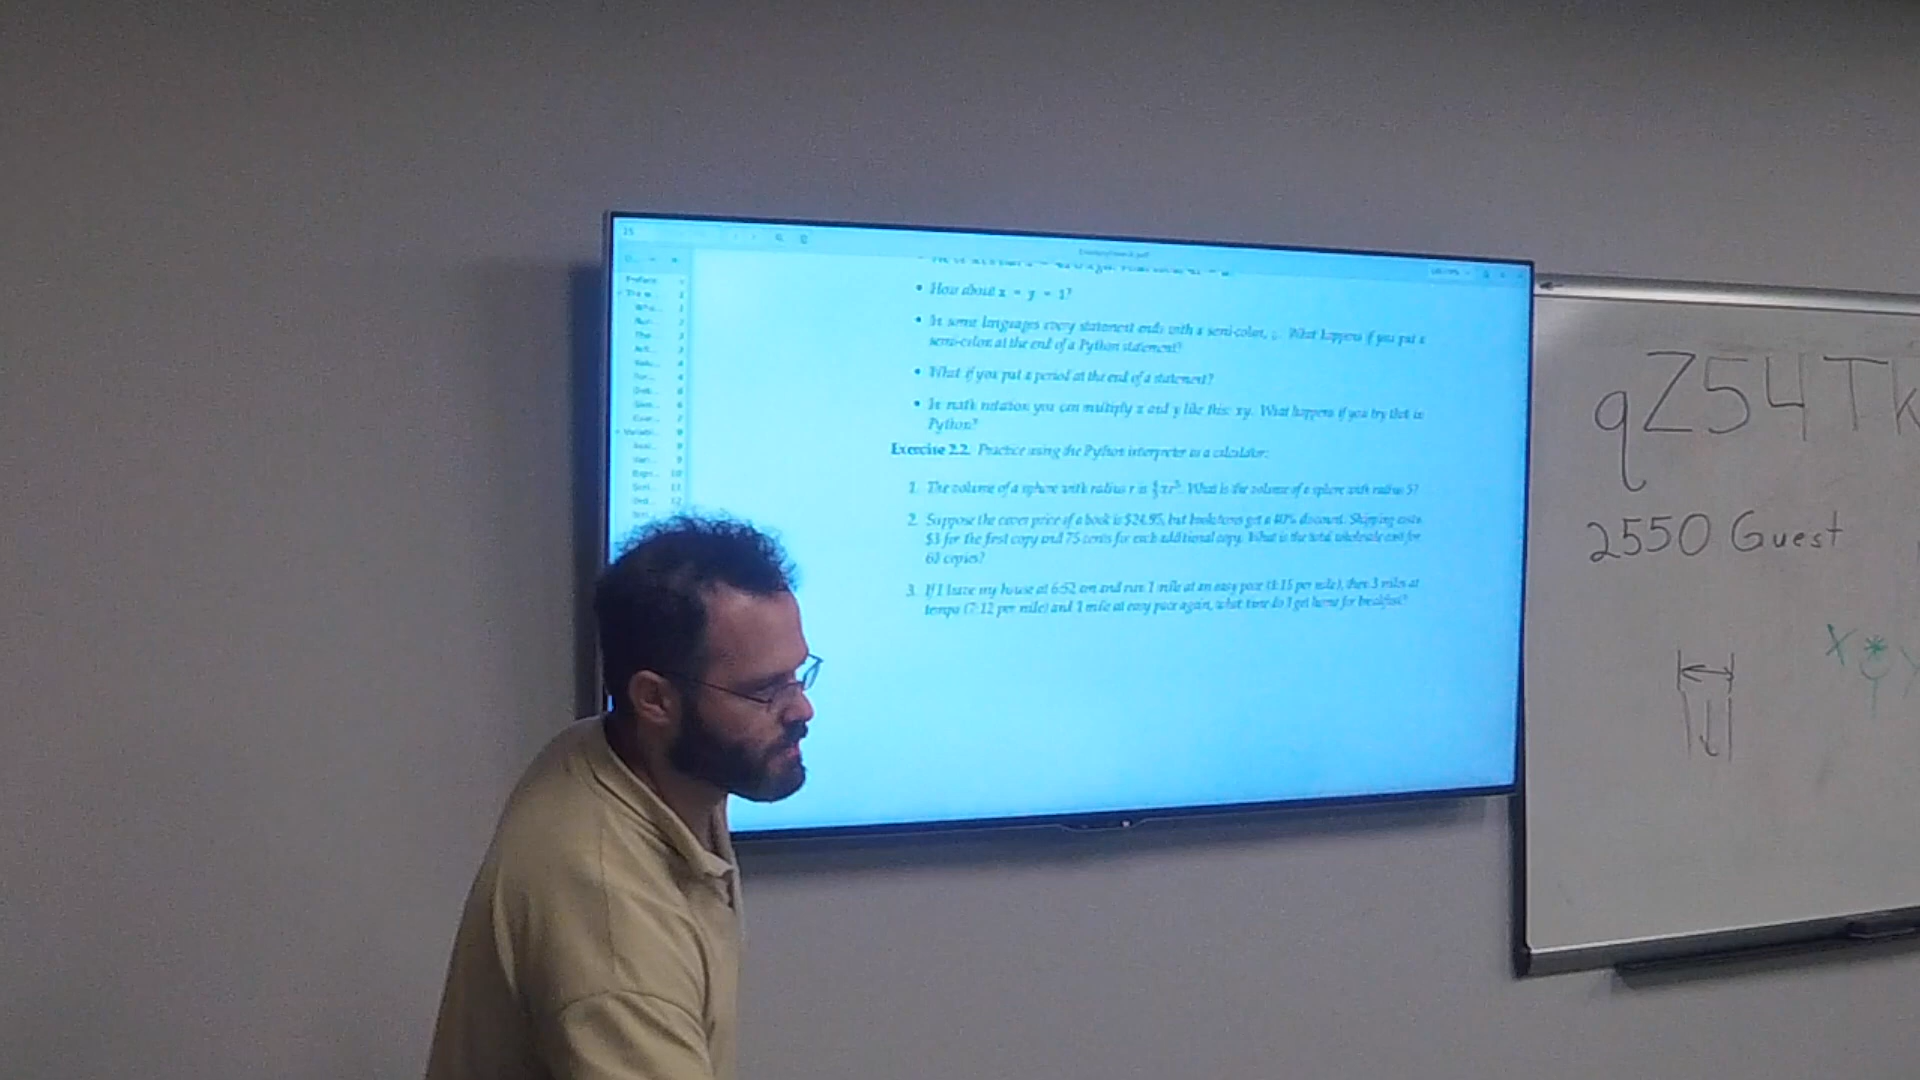 15
Preface
• How about x = y = 1?
• In some languages every statement ends with a semi-colon, ;. What happens if you put a
semi-colon at the end of a Python statement?
• What if you put a period at the end of a statement?
• In math notation you can multiply x and y like this: xy. What happens if you try that in
Python?
Exercise 2.2. Practice using the Python interpreter as a calculator:
1. The volume of a sphere with radius r is 4/3 πr³. What is the volume of a sphere with radius 5?
2. Suppose the cover price of a book is $24.95, but bookstores get a 40% discount. Shipping costs
$3 for the first copy and 75 cents for each additional copy. What is the total wholesale cost for
60 copies?
3. If I leave my house at 6:52 am and run 1 mile at an easy pace (8:15 per mile), then 3 miles at
tempo (7:12 per mile) and 1 mile at easy pace again, what time do I get home for breakfast?
qZ54Tk
2550 Guest
X * Y